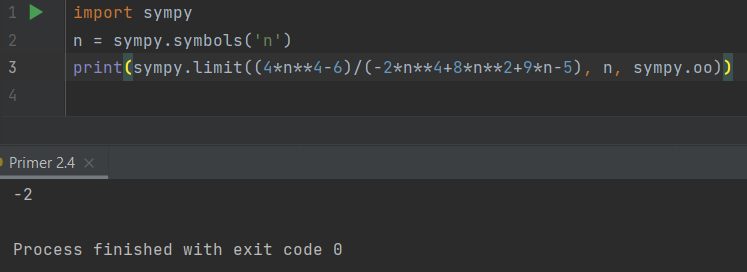 1 import sympy
2 n = sympy.symbols('n')
3 print(sympy.limit((4*n**4-6)/(-2*n**4+8*n**2+9*n-5), n, sympy.oo))
4
Primer 2.4 ×
-2
Process finished with exit code 0